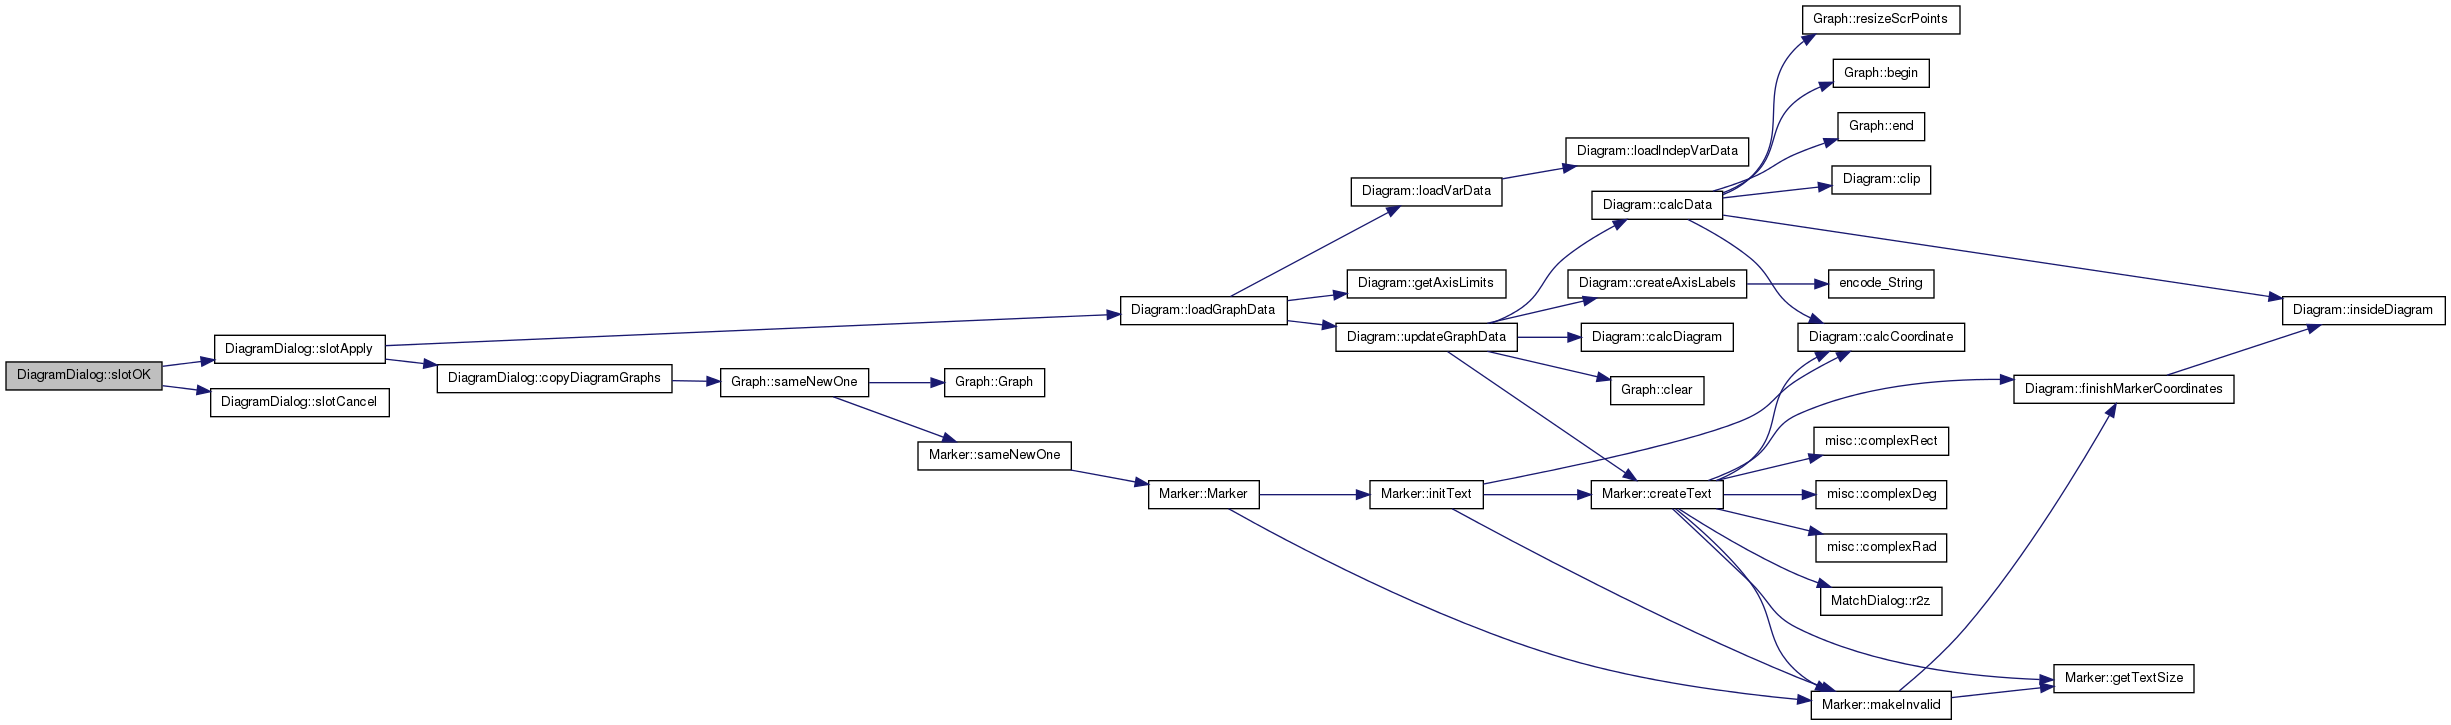 Graph::resizeScrPoints
Graph::begin
Graph::end
Diagram::loadIndepVarData
Diagram::clip
Diagram::loadVarData
Diagram::calcData
Diagram::getAxisLimits
Diagram::createAxisLabels
encode_String
Diagram::loadGraphData
Diagram::insideDiagram
Diagram::updateGraphData
Diagram::calcDiagram
Diagram::calcCoordinate
DiagramDialog::slotApply
DiagramDialog::slotOK
DiagramDialog::copyDiagramGraphs
Graph::sameNewOne
Graph::Graph
Graph::clear
Diagram::finishMarkerCoordinates
DiagramDialog::slotCancel
misc::complexRect
Marker::sameNewOne
Marker::Marker
Marker::initText
Marker::createText
misc::complexDeg
misc::complexRad
MatchDialog::r2z
Marker::getTextSize
Marker::makeInvalid